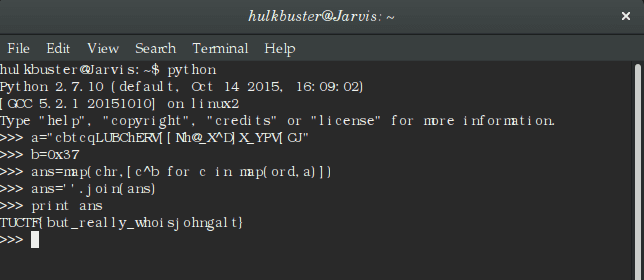 hulkbuster@Jarvis: ~
File Edit View Search Terminal Help
hulkbuster@Jarvis:~$ python
Python 2.7.10 (default, Oct 14 2015, 16:09:02)
[GCC 5.2.1 20151010] on linux2
Type "help", "copyright", "credits" or "license" for more information.
>>> a="cbtcqLUBChERV[[Nh@_X^D]X_YPV[CJ"
>>> b=0x37
>>> ans=map(chr,[c^b for c in map(ord,a)])
>>> ans=''.join(ans)
>>> print ans
TUCTF{but_really_whoisjohngalt}
>>>